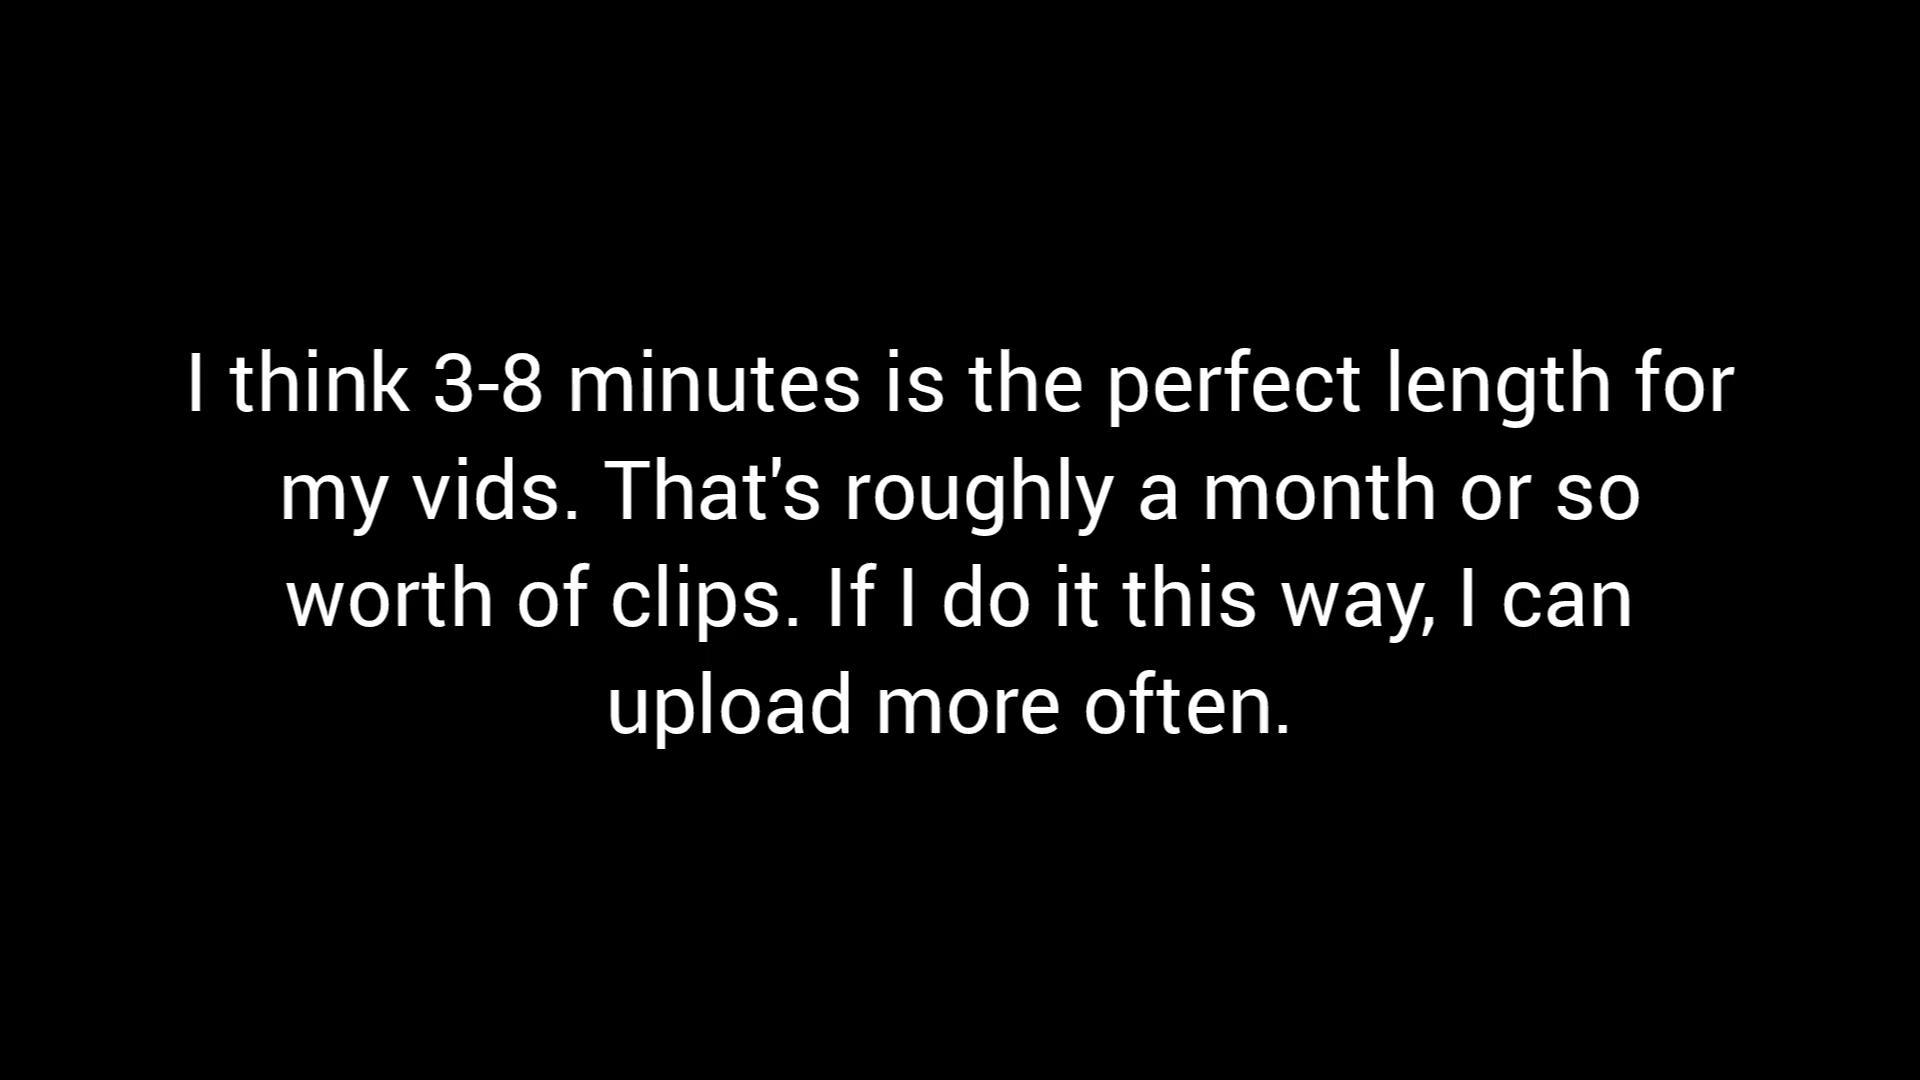 I think 3-8 minutes is the perfect length for
my vids. That's roughly a month or so
worth of clips. If I do it this way, I can
upload more often.